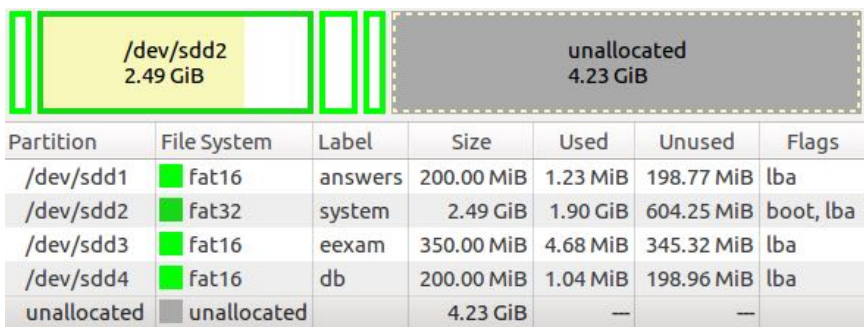 /dev/sdd2
2.49 GiB
unallocated
4.23 GiB
Partition File System Label Size Used Unused Flags
/dev/sdd1 fat16 answers 200.00 MiB 1.23 MiB 198.77 MiB lba
/dev/sdd2 fat32 system 2.49 GiB 1.90 GiB 604.25 MiB boot, lba
/dev/sdd3 fat16 eexam 350.00 MiB 4.68 MiB 345.32 MiB lba
/dev/sdd4 fat16 db 200.00 MiB 1.04 MiB 198.96 MiB lba
unallocated unallocated 4.23 GiB --- ---